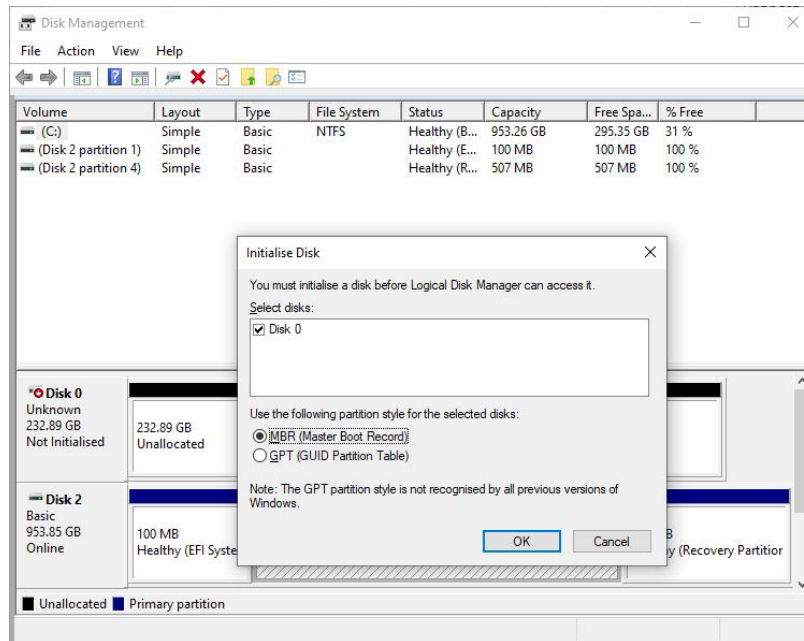 Disk Management
File Action View Help
Volume Layout Type File System Status Capacity Free Spa... % Free
(C:) Simple Basic NTFS Healthy (B... 953.26 GB 295.35 GB 31 %
(Disk 2 partition 1) Simple Basic Healthy (E... 100 MB 100 MB 100 %
(Disk 2 partition 4) Simple Basic Healthy (R... 507 MB 507 MB 100 %
Initialise Disk
You must initialise a disk before Logical Disk Manager can access it.
Select disks:
Disk 0
Use the following partition style for the selected disks:
MBR (Master Boot Record)
GPT (GUID Partition Table)
Note: The GPT partition style is not recognised by all previous versions of
Windows.
OK Cancel
Disk 0
Unknown
232.89 GB
Not Initialised
232.89 GB
Unallocated
Disk 2
Basic
953.85 GB
Online
100 MB
Healthy (EFI Syste
B
y (Recovery Partitior
Unallocated Primary partition